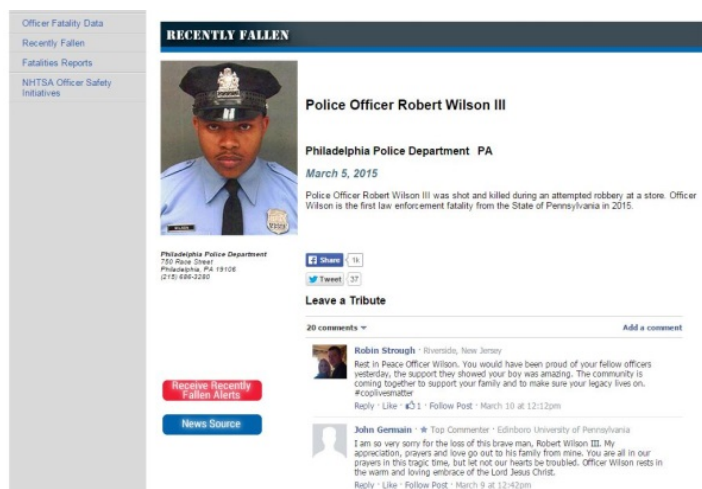 Officer Fatality Data
Recently Fallen
Fatalities Reports
NHTSA Officer Safety
Initiatives
RECENTLY FALLEN
WILSON
Police Officer Robert Wilson III
Philadelphia Police Department PA
March 5, 2015
Police Officer Robert Wilson III was shot and killed during an attempted robbery at a store. Officer
Wilson is the first law enforcement fatality from the State of Pennsylvania in 2015.
Philadelphia Police Department
750 Race Street
Philadelphia, PA 19106
(215) 686-3280
Share 1k
Tweet 37
Leave a Tribute
20 comments
Add a comment
Robin Strough · Riverside, New Jersey
Rest in Peace Officer Wilson. You would have been proud of your fellow officers
yesterday, the support they showed your boy was amazing. The community is
coming together to support your family and to make sure your legacy lives on.
#coplivesmatter
Reply · Like · 1 · Follow Post · March 10 at 12:12pm
Receive Recently
Fallen Alerts
News Source
John Germain · Top Commenter · Edinboro University of Pennsylvania
I am so very sorry for the loss of this brave man, Robert Wilson III. My
appreciation, prayers and love go out to his family from mine. You are all in our
prayers in this tragic time, but let not our hearts be troubled. Officer Wilson rests in
the warm and loving embrace of the Lord Jesus Christ.
Reply · Like · Follow Post · March 9 at 12:42pm